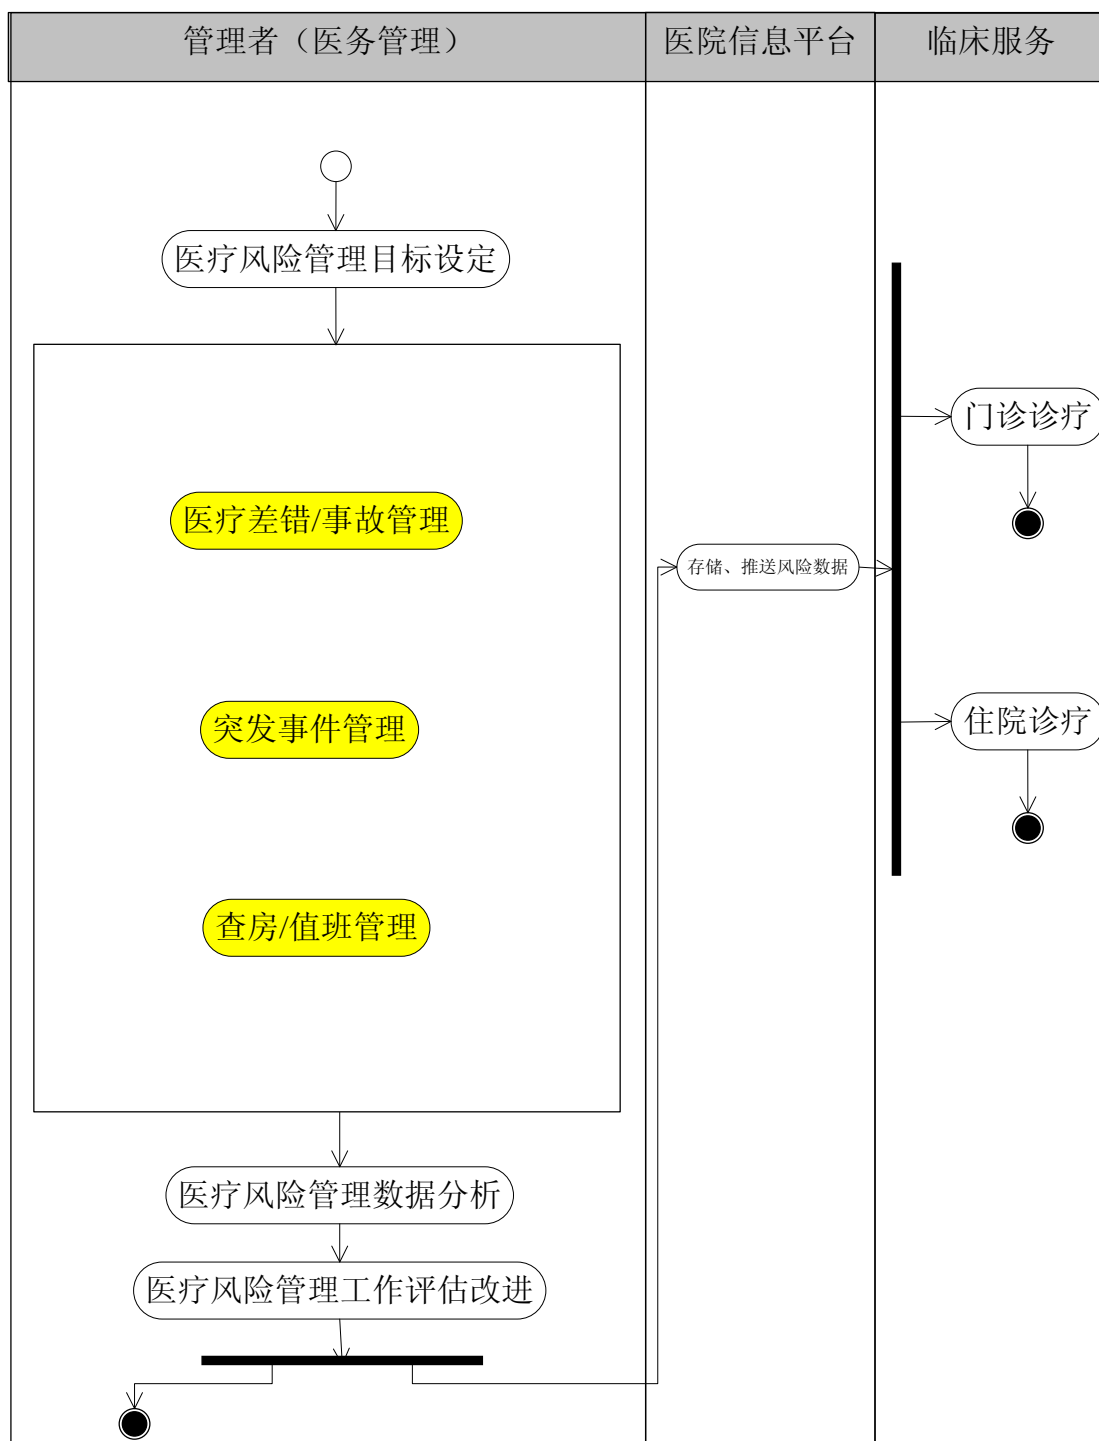 管理者（医务管理）
医院信息平台
临床服务
医疗风险管理目标设定
医疗差错/事故管理
突发事件管理
查房/值班管理
医疗风险管理数据分析
医疗风险管理工作评估改进
存储、推送风险数据
门诊诊疗
住院诊疗